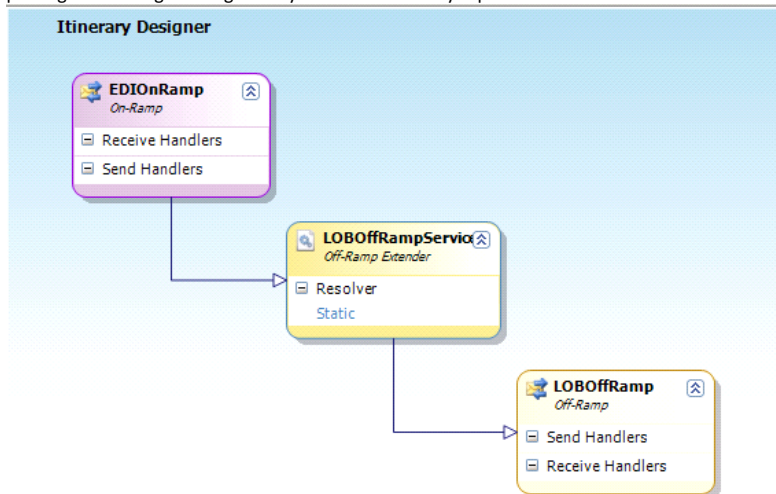 Itinerary Designer
EDIOnRamp
On-Ramp
Receive Handlers
Send Handlers
LOBOffRampService
Off-Ramp Extender
Resolver
Static
LOBOffRamp
Off-Ramp
Send Handlers
Receive Handlers